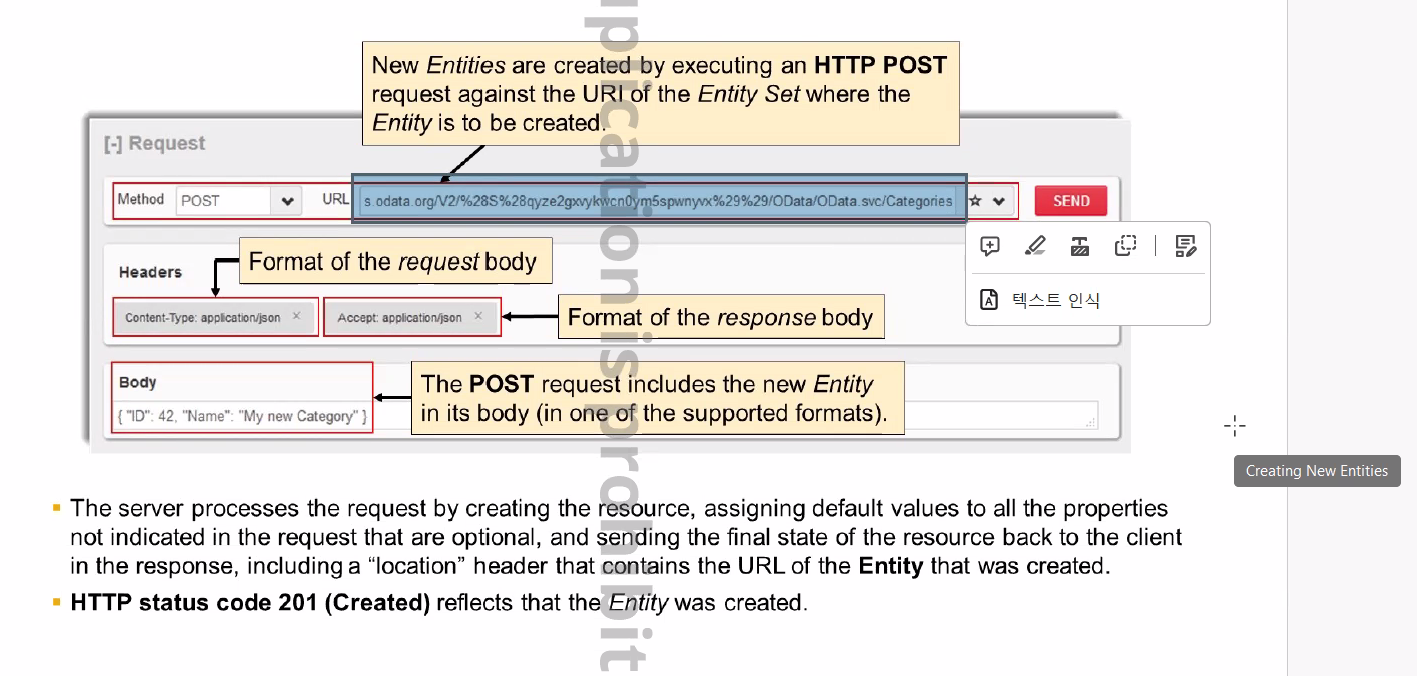 New Entities are created by executing an HTTP POST
request against the URI of the Entity Set where the
Entity is to be created.
[-] Request
Method POST URL s.odata.org/V2/%28S%28qyze2gxvykwcn0ym5spwnyvx%29%29/OData/OData.svc/Categories SEND
Headers
Format of the request body
텍스트 인식
Content-Type: application/json ×
Accept: application/json ×
Format of the response body
Body
{ "ID": 42, "Name": "My new Category" }
The POST request includes the new Entity
in its body (in one of the supported formats).
Creating New Entities
The server processes the request by creating the resource, assigning default values to all the properties
not indicated in the request that are optional, and sending the final state of the resource back to the client
in the response, including a “location” header that contains the URL of the Entity that was created.
HTTP status code 201 (Created) reflects that the Entity was created.
plication is prohibit